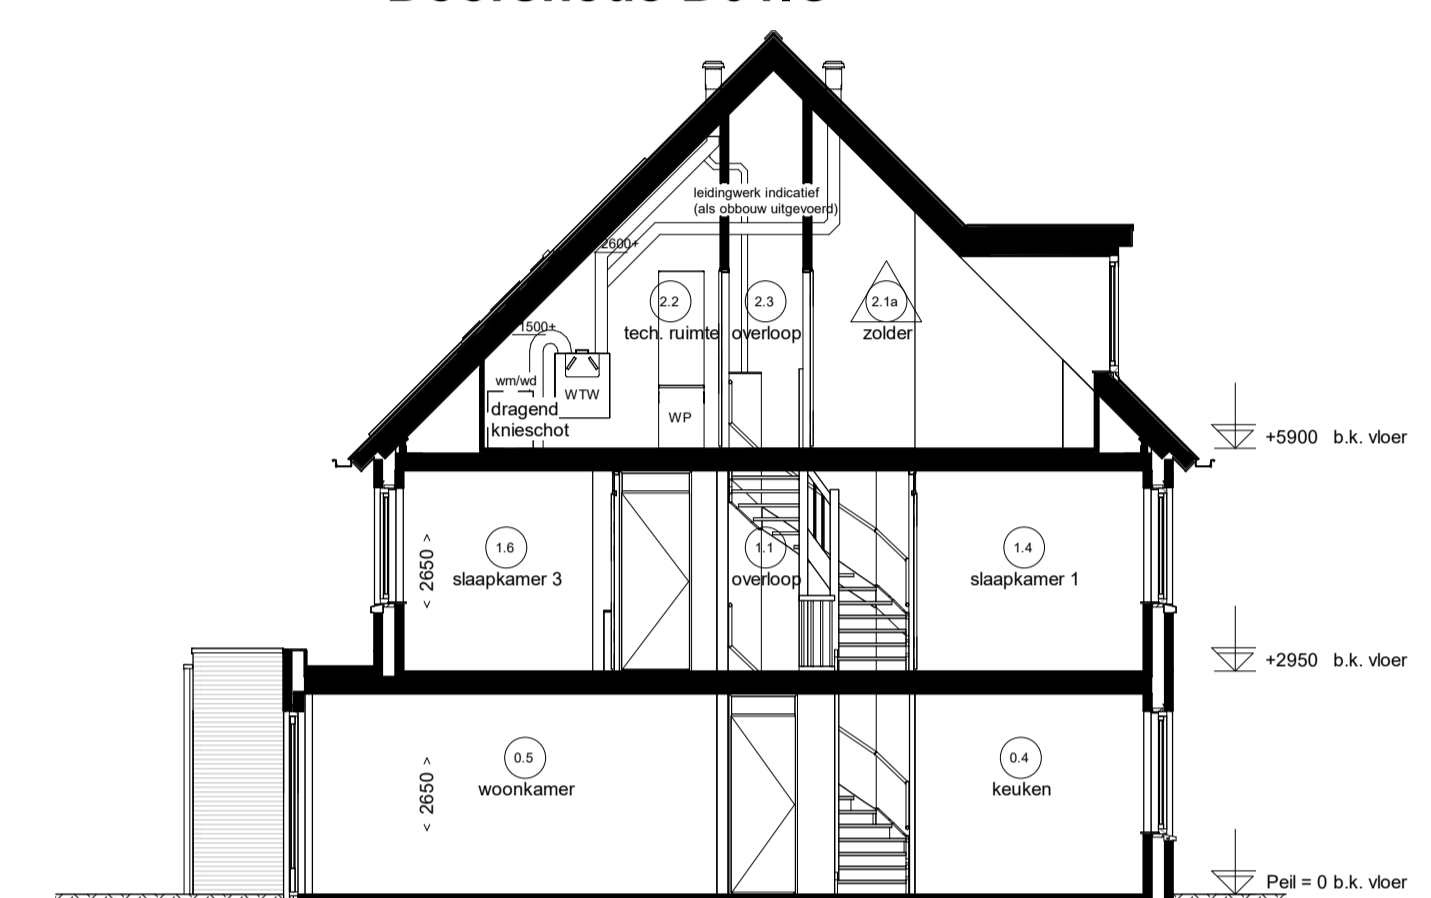 leidingwerk indicatief
(als obbouw uitgevoerd)
2600+
2.2
tech. ruimte
2.3
overloop
2.1a
zolder
1500+
wm/wd
WTW
dragend
knieschot
WP
+5900 b.k. vloer
1.6
slaapkamer 3
< 2650 >
1.1
overloop
1.4
slaapkamer 1
+2950 b.k. vloer
0.5
woonkamer
< 2650 >
0.4
keuken
Peil = 0 b.k. vloer